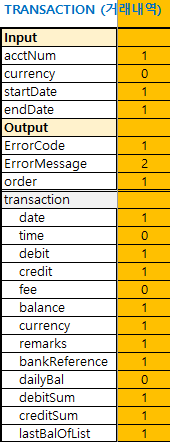 TRANSACTION (거래내역)
Input
acctNum 1
currency 0
startDate 1
endDate 1
Output
ErrorCode 1
ErrorMessage 2
order 1
transaction
date 1
time 0
debit 1
credit 1
fee 0
balance 1
currency 1
remarks 1
bankReference 1
dailyBal 0
debitSum 1
creditSum 1
lastBalOfList 1